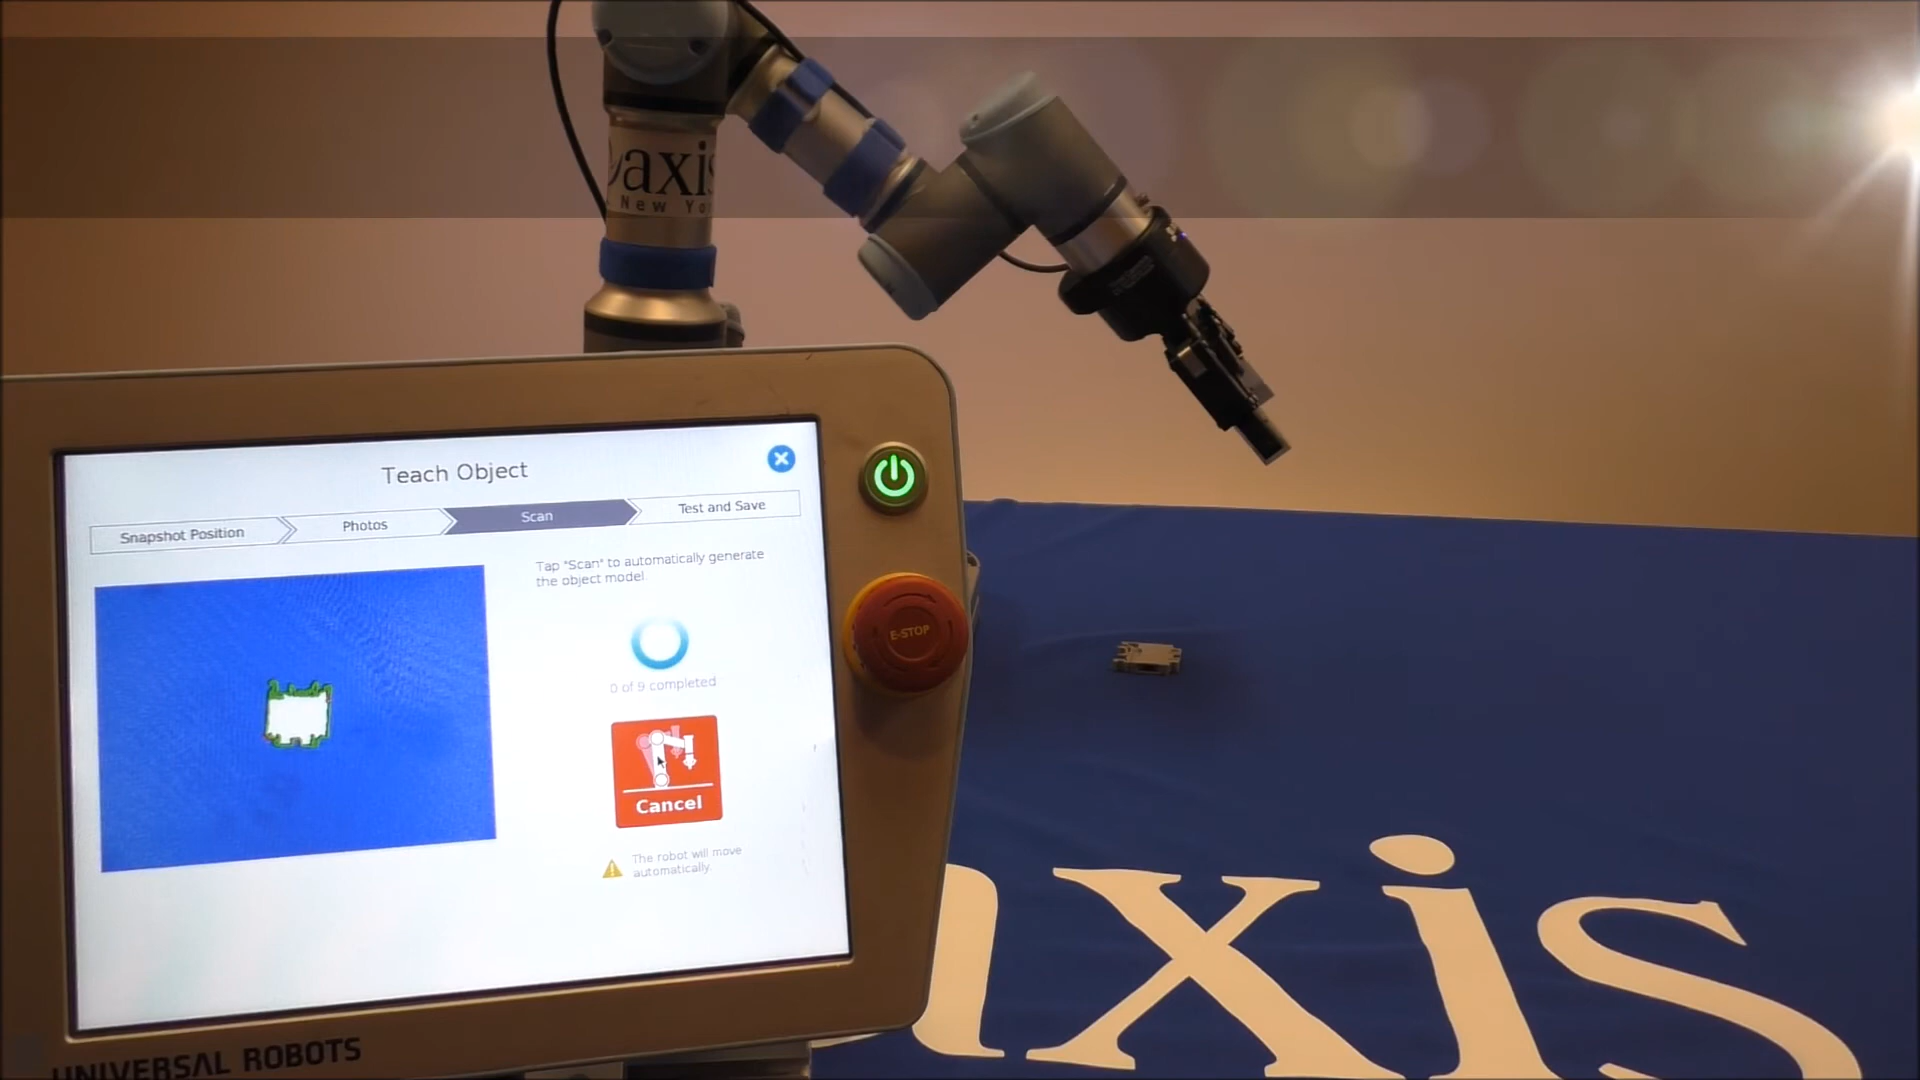 axis
New Yo
Teach Object
Snapshot Position
Photos
Scan
Test and Save
Tap "Scan" to automatically generate
the object model
0 of 9 completed
Cancel
The robot will move
automatically.
E-STOP
UNIVERSAL ROBOTS
axis